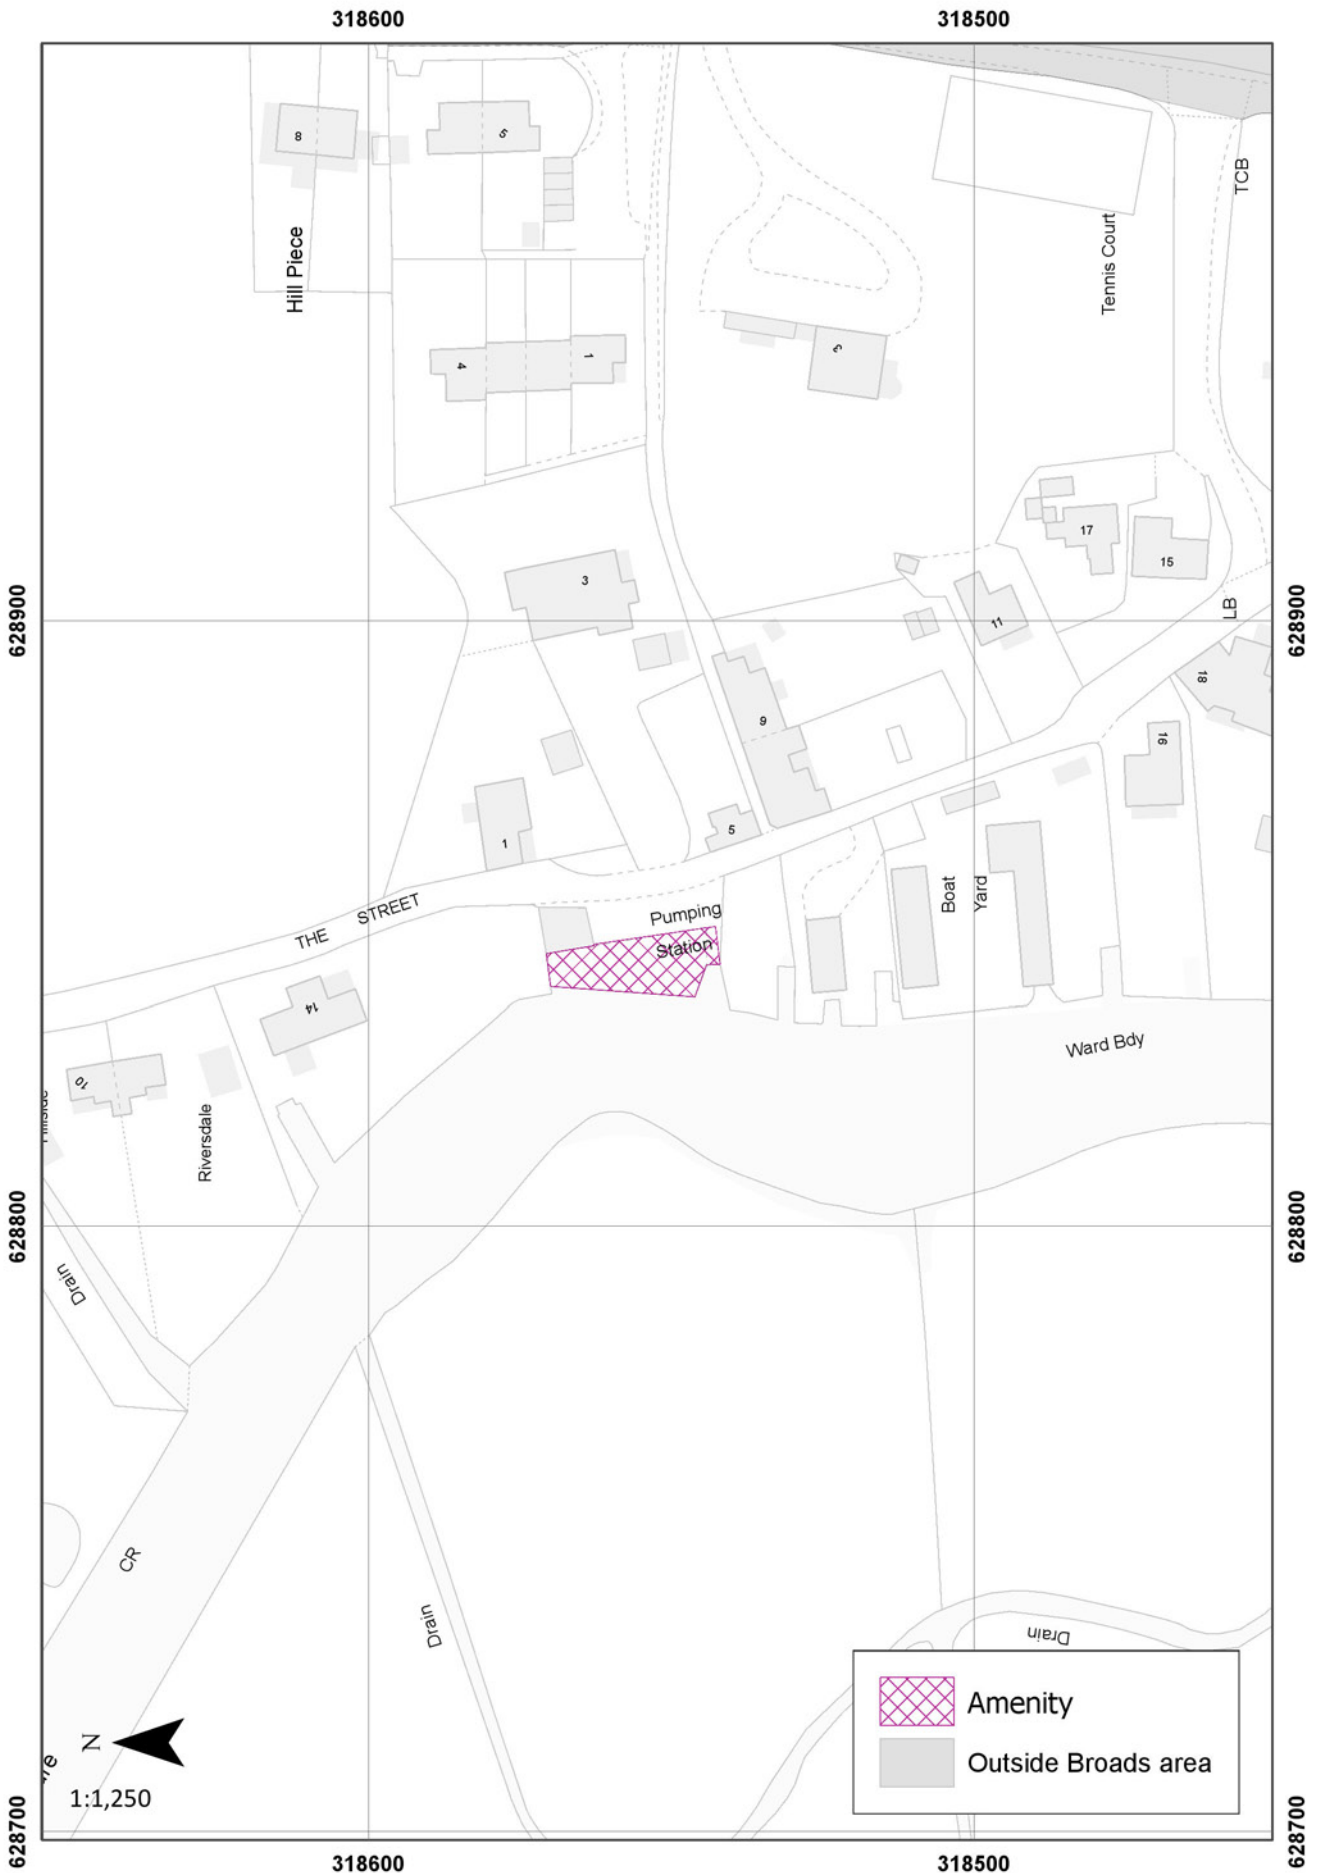 318600
318500
8
5
TCB
Hill Piece
Tennis Court
4
1
3
3
17
15
628900
628900
11
LB
18
9
16
5
1
Boat
Yard
THE STREET
Pumping
Station
14
Ward Bdy
10
Riversdale
628800
628800
Drain
CR
Drain
Drain
Amenity
Outside Broads area
N
1:1,250
628700
628700
318600
318500